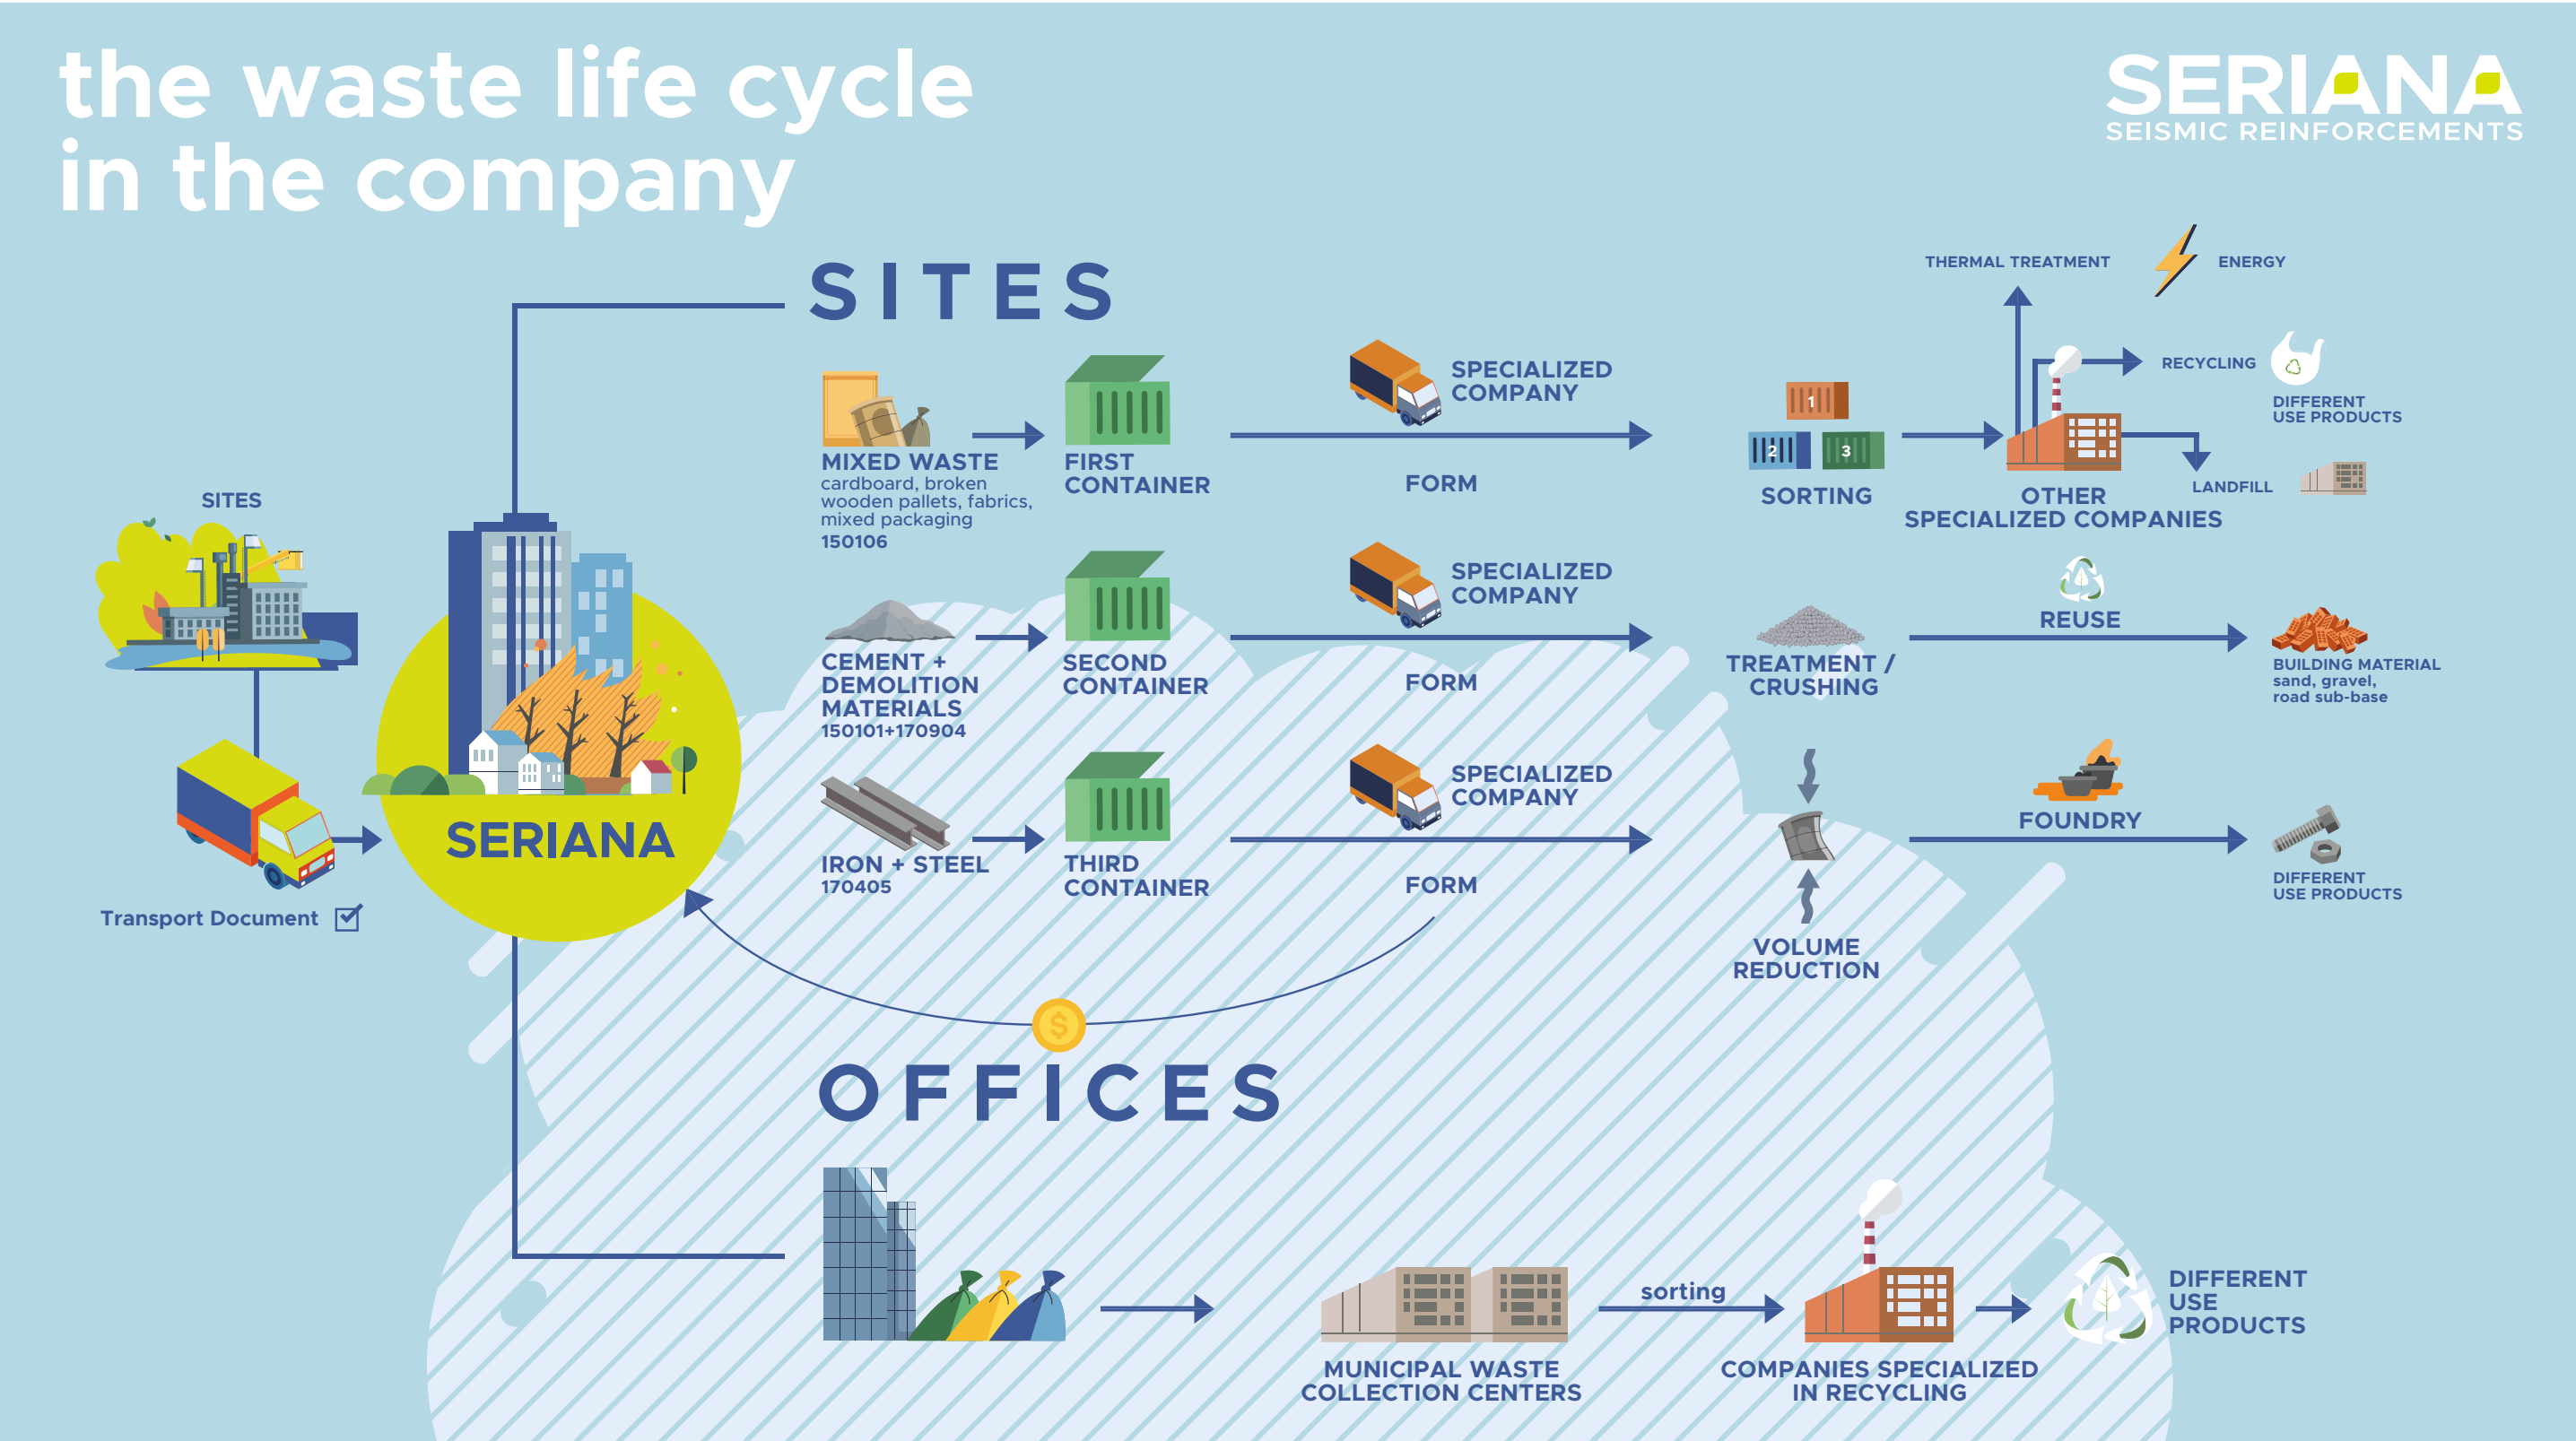 the waste life cycle
in the company
SERIANA
SEISMIC REINFORCEMENTS
SITES
THERMAL TREATMENT
ENERGY
RECYCLING
DIFFERENT
USE PRODUCTS
LANDFILL
MIXED WASTE
cardboard, broken
wooden pallets, fabrics,
mixed packaging
150106
FIRST
CONTAINER
SPECIALIZED
COMPANY
FORM
1
2
3
SORTING
OTHER
SPECIALIZED COMPANIES
SITES
CEMENT +
DEMOLITION
MATERIALS
150101+170904
SECOND
CONTAINER
SPECIALIZED
COMPANY
FORM
TREATMENT /
CRUSHING
REUSE
BUILDING MATERIAL
sand, gravel,
road sub-base
SERIANA
Transport Document
IRON + STEEL
170405
THIRD
CONTAINER
SPECIALIZED
COMPANY
FORM
VOLUME
REDUCTION
FOUNDRY
DIFFERENT
USE PRODUCTS
$
OFFICES
MUNICIPAL WASTE
COLLECTION CENTERS
sorting
COMPANIES SPECIALIZED
IN RECYCLING
DIFFERENT
USE
PRODUCTS